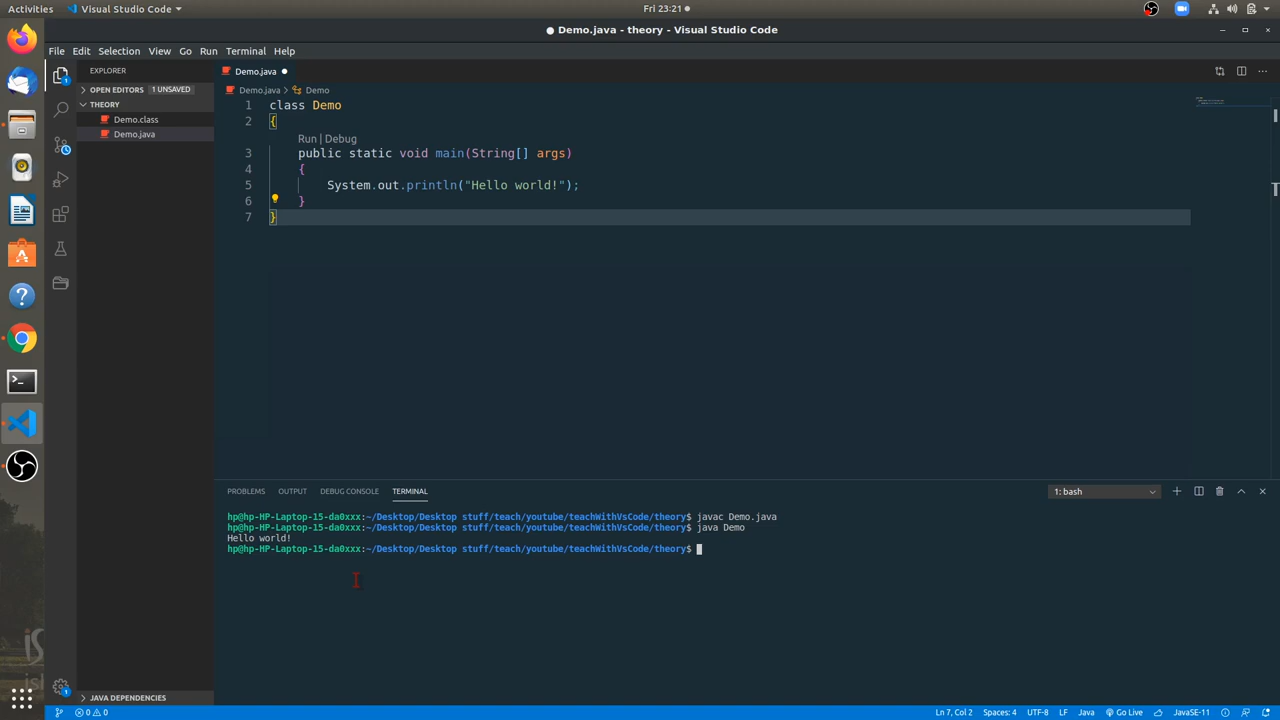 Activities
Visual Studio Code
Fri 23:21
● Demo.java - theory - Visual Studio Code
File Edit Selection View Go Run Terminal Help
EXPLORER
Demo.java
OPEN EDITORS 1 UNSAVED
Demo.java > Demo
THEORY
Demo.class
Demo.java
1 class Demo
2 {
Run | Debug
3 public static void main(String[] args)
4 {
5 System.out.println("Hello world!");
6 }
7 }
PROBLEMS OUTPUT DEBUG CONSOLE TERMINAL
1: bash
hp@hp-HP-Laptop-15-da0xxx:~/Desktop/Desktop stuff/teach/youtube/teachWithVsCode/theory$ javac Demo.java
hp@hp-HP-Laptop-15-da0xxx:~/Desktop/Desktop stuff/teach/youtube/teachWithVsCode/theory$ java Demo
Hello world!
hp@hp-HP-Laptop-15-da0xxx:~/Desktop/Desktop stuff/teach/youtube/teachWithVsCode/theory$
JAVA DEPENDENCIES
0 0
Ln 7, Col 2 Spaces: 4 UTF-8 LF Java Go Live JavaSE-11